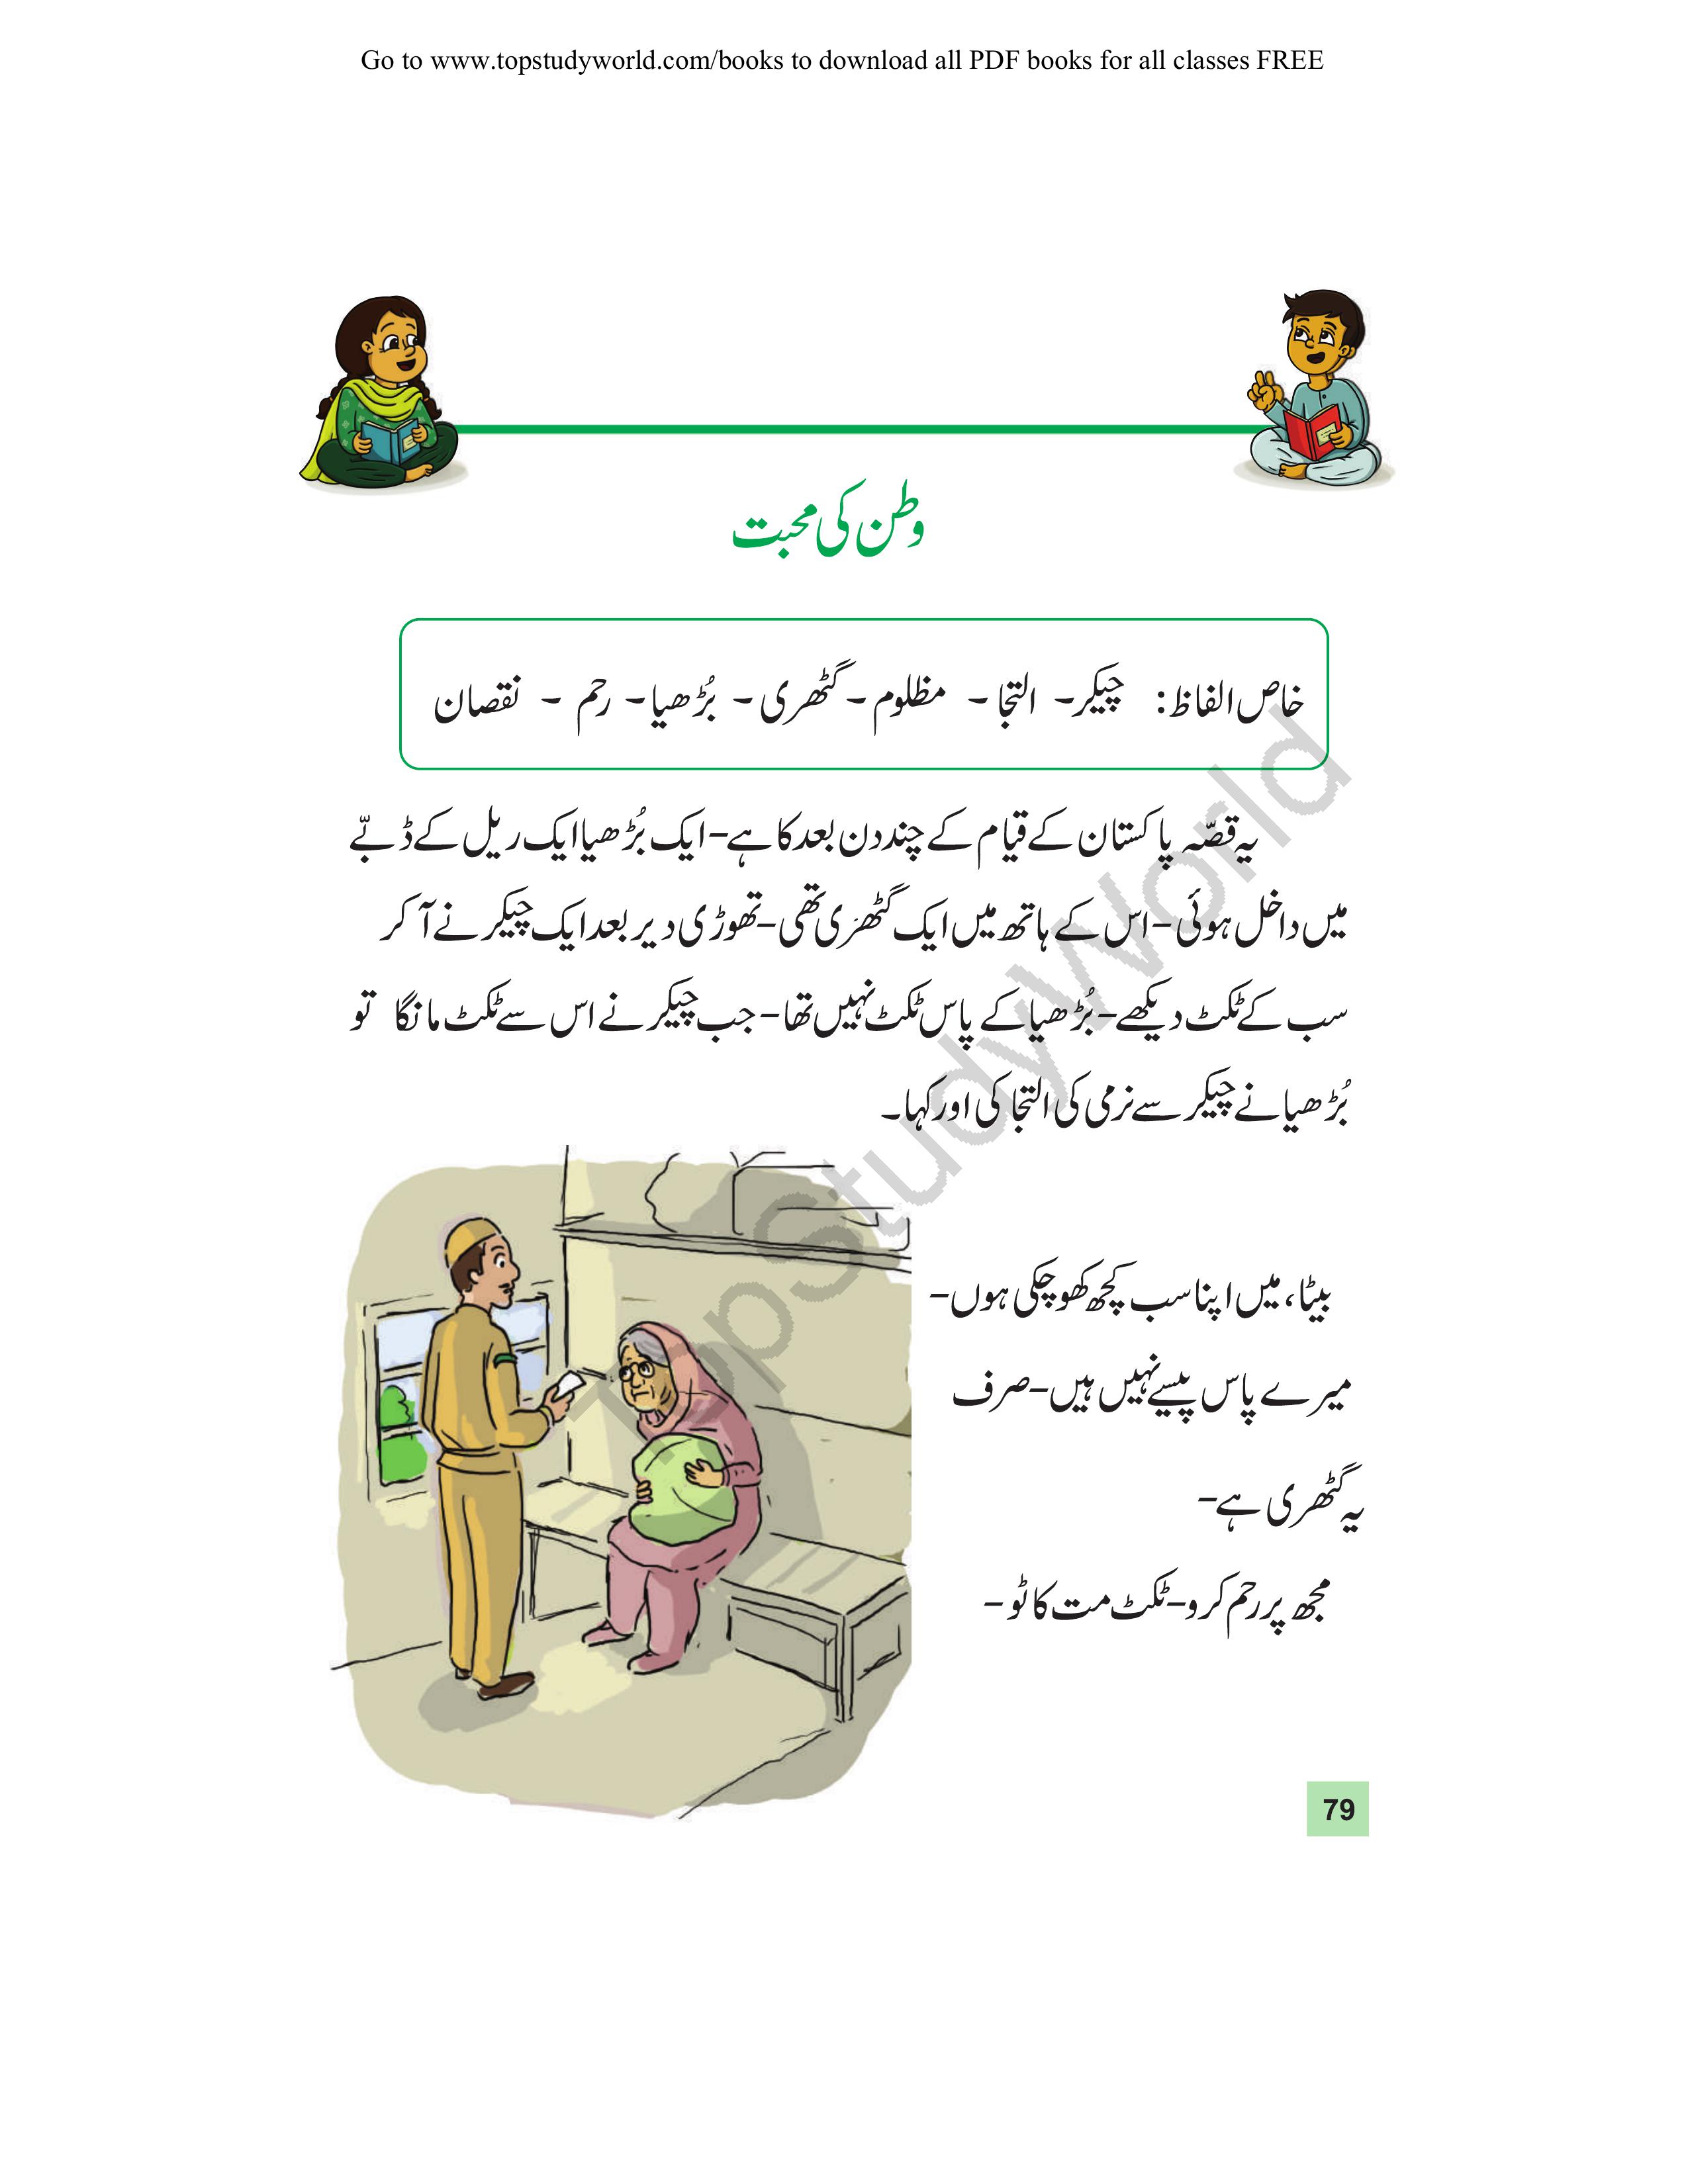 Go to www.topstudyworld.com/books to download all PDF books for all classes FREE
وطن کی محبت
خاص الفاظ: چیکر۔ التجا ۔ مظلوم ۔ گٹھری ۔ بُڑھیا۔ رحم ۔ نقصان
یہ قصّہ پاکستان کے قیام کے چند دن بعد کا ہے۔ ایک بُڑھیا ایک ریل کے ڈبّے
میں داخل ہوئی۔ اس کے ہاتھ میں ایک گٹھَری تھی۔ تھوڑی دیر بعد ایک چیکر نے آ کر
سب کے ٹکٹ دیکھے۔ بُڑھیا کے پاس ٹکٹ نہیں تھا۔ جب چیکر نے اس سے ٹکٹ مانگا تو
بُڑھیا نے چیکر سے نرمی کی التجا کی اور کہا۔
بیٹا، میں اپنا سب کچھ کھو چکی ہوں۔
میرے پاس پیسے نہیں ہیں۔ صرف
یہ گٹھری ہے۔
مجھ پر رحم کرو۔ ٹکٹ مت کاٹو۔
TopStudyWorld
79